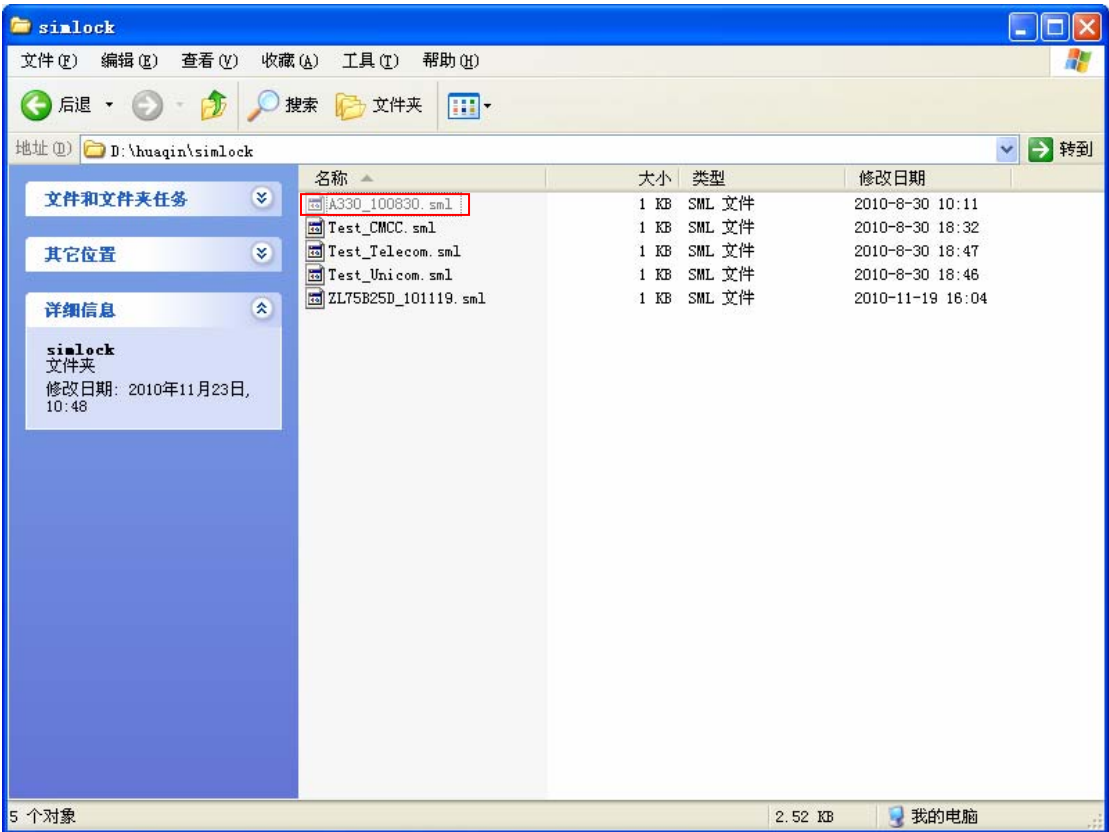 simlock
文件(F) 编辑(E) 查看(V) 收藏(A) 工具(T) 帮助(H)
后退 搜索 文件夹
地址(D) D:\huaqin\simlock 转到
文件和文件夹任务
其它位置
详细信息
simlock
文件夹
修改日期: 2010年11月23日,
10:48
名称 大小 类型 修改日期
A330_100830.sml 1 KB SML 文件 2010-8-30 10:11
Test_CMCC.sml 1 KB SML 文件 2010-8-30 18:32
Test_Telecom.sml 1 KB SML 文件 2010-8-30 18:47
Test_Unicom.sml 1 KB SML 文件 2010-8-30 18:46
ZL75B25D_101119.sml 1 KB SML 文件 2010-11-19 16:04
5 个对象 2.52 KB 我的电脑